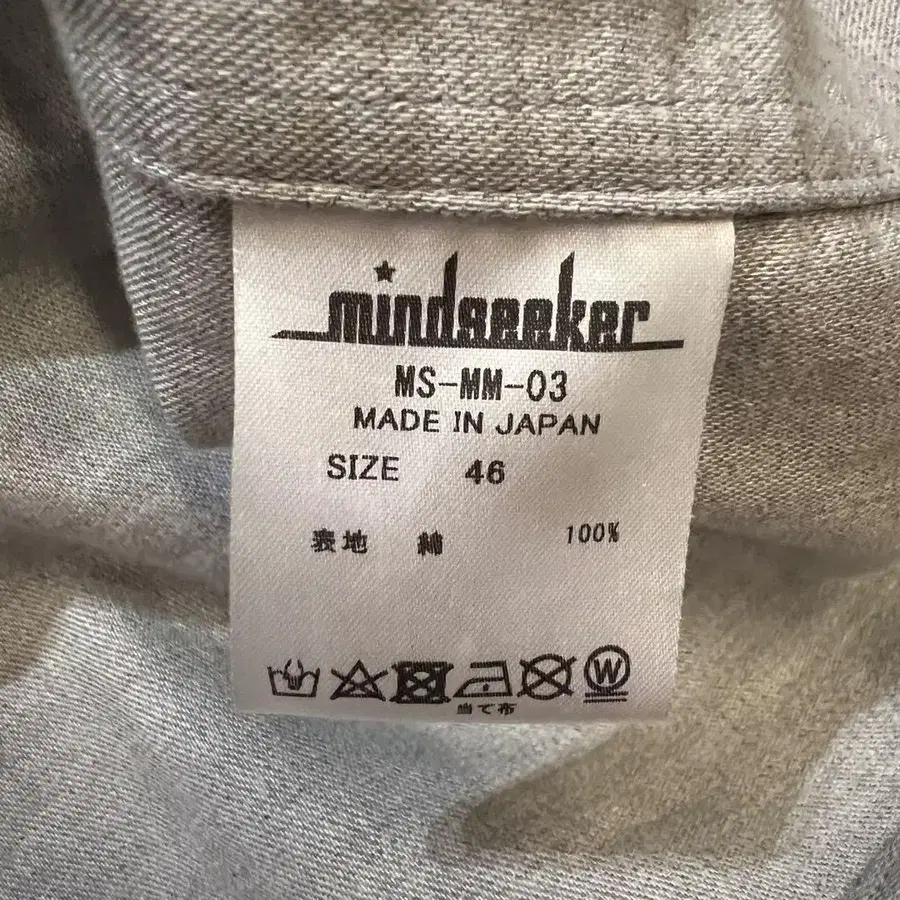 mindseeker
MS-MM-03
MADE IN JAPAN
SIZE 46
表地 綿 100%
W
当て布